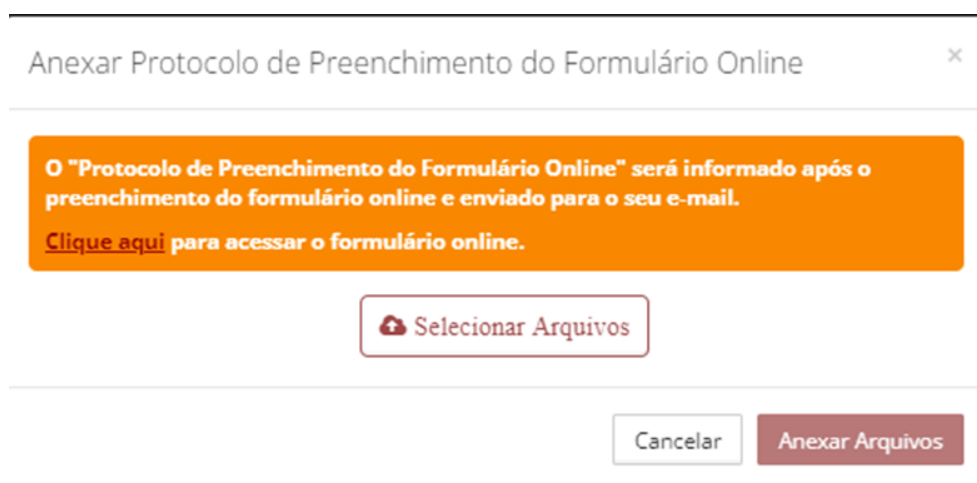 Anexar Protocolo de Preenchimento do Formulário Online ×
O "Protocolo de Preenchimento do Formulário Online" será informado após o
preenchimento do formulário online e enviado para o seu e-mail.
Clique aqui para acessar o formulário online.
Selecionar Arquivos
Cancelar Anexar Arquivos